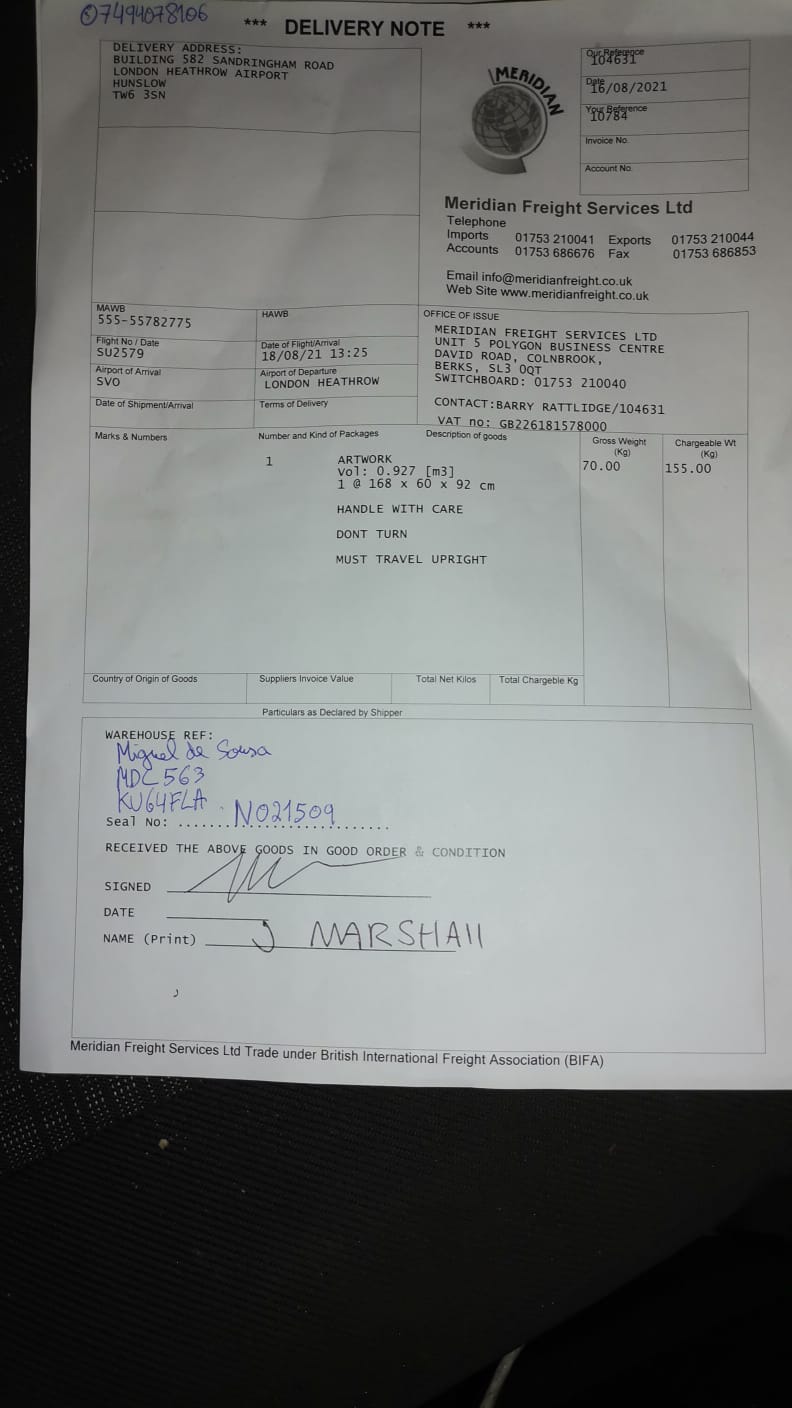 07494078106
*** DELIVERY NOTE ***
DELIVERY ADDRESS:
BUILDING 582 SANDRINGHAM ROAD
LONDON HEATHROW AIRPORT
HUNSLOW
TW6 3SN
MERIDIAN
Our Reference
104631
Date
16/08/2021
Your Reference
10784
Invoice No.
Account No.
Meridian Freight Services Ltd
Telephone
Imports 01753 210041 Exports 01753 210044
Accounts 01753 686676 Fax 01753 686853
Email info@meridianfreight.co.uk
Web Site www.meridianfreight.co.uk
MAWB
555-55782775
HAWB
Flight No / Date
SU2579
Date of Flight/Arrival
18/08/21 13:25
Airport of Arrival
SVO
Airport of Departure
LONDON HEATHROW
Date of Shipment/Arrival
Terms of Delivery
OFFICE OF ISSUE
MERIDIAN FREIGHT SERVICES LTD
UNIT 5 POLYGON BUSINESS CENTRE
DAVID ROAD, COLNBROOK,
BERKS, SL3 0QT
SWITCHBOARD: 01753 210040
CONTACT:BARRY RATTLIDGE/104631
VAT no: GB226181578000
Marks & Numbers
Number and Kind of Packages
Description of goods
Gross Weight
(Kg)
Chargeable Wt
(Kg)
1
ARTWORK
70.00
155.00
Vol: 0.927 [m3]
1 @ 168 x 60 x 92 cm
HANDLE WITH CARE
DONT TURN
MUST TRAVEL UPRIGHT
Country of Origin of Goods
Suppliers Invoice Value
Total Net Kilos
Total Chargeble Kg
Particulars as Declared by Shipper
WAREHOUSE REF:
Miguel de Sousa
MDC 563
KU64FLA
Seal No: ....... N021509 .......
RECEIVED THE ABOVE GOODS IN GOOD ORDER & CONDITION
SIGNED
DATE
NAME (Print) J MARSHAll
Meridian Freight Services Ltd Trade under British International Freight Association (BIFA)